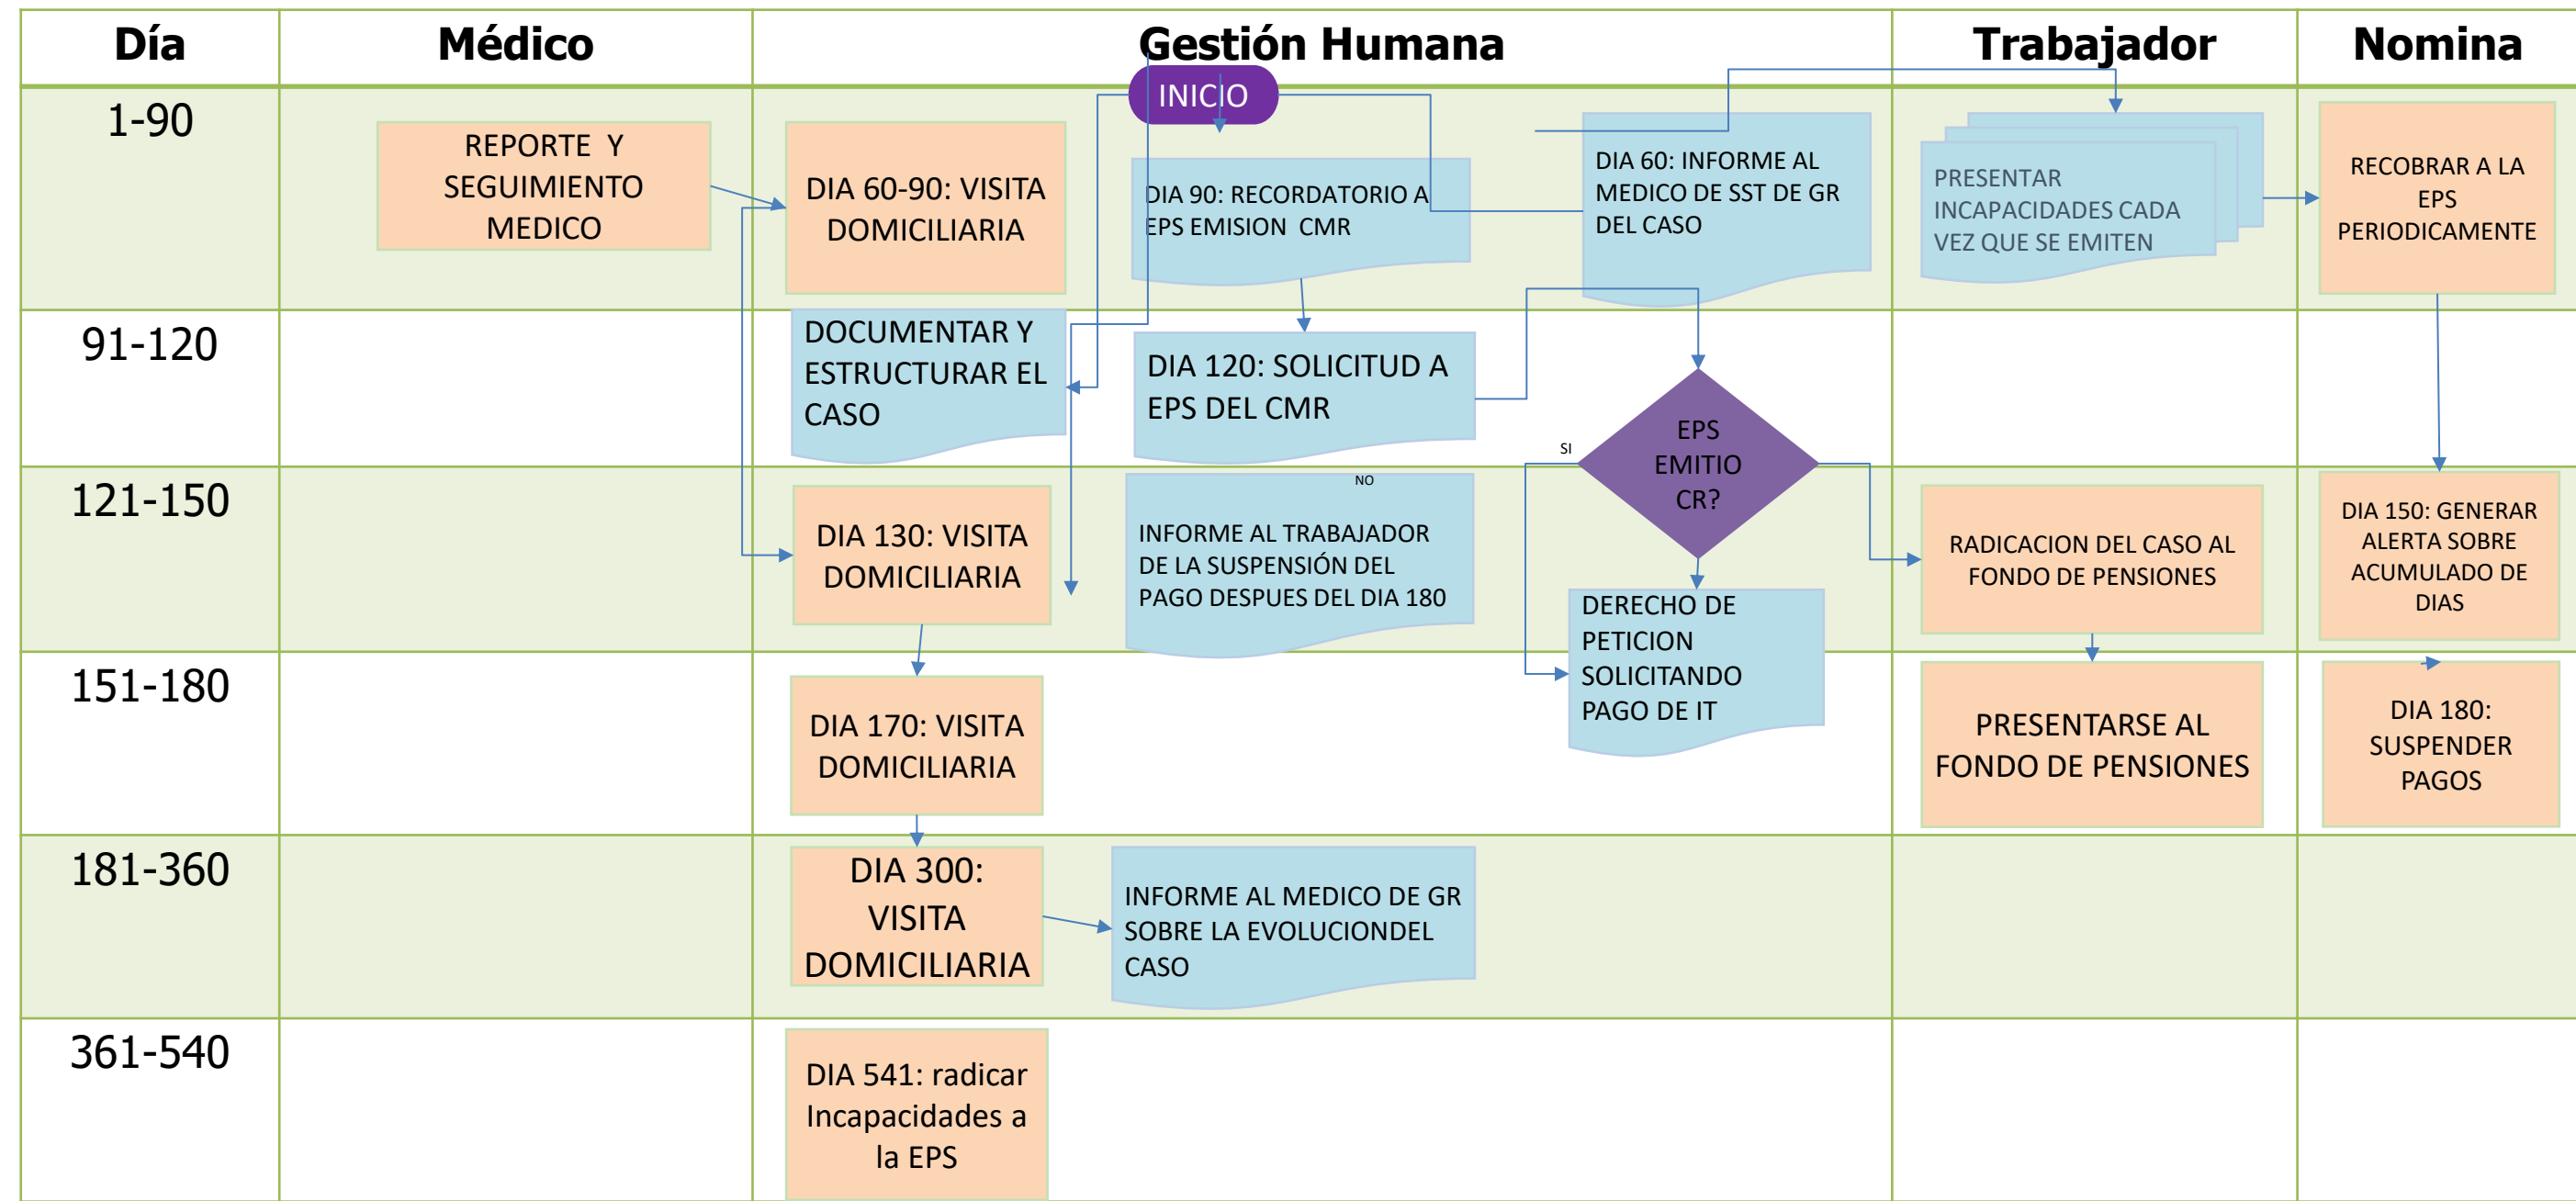 Día
Médico
Gestión Humana
Trabajador
Nomina
INICIO
1-90
REPORTE Y
SEGUIMIENTO
MEDICO
DIA 60-90: VISITA
DOMICILIARIA
DIA 90: RECORDATORIO A
EPS EMISION CMR
DIA 60: INFORME AL
MEDICO DE SST DE GR
DEL CASO
PRESENTAR
INCAPACIDADES CADA
VEZ QUE SE EMITEN
RECOBRAR A LA
EPS
PERIODICAMENTE
91-120
DOCUMENTAR Y
ESTRUCTURAR EL
CASO
DIA 120: SOLICITUD A
EPS DEL CMR
EPS
EMITIO
CR?
SI
NO
121-150
DIA 130: VISITA
DOMICILIARIA
INFORME AL TRABAJADOR
DE LA SUSPENSIÓN DEL
PAGO DESPUES DEL DIA 180
DERECHO DE
PETICION
SOLICITANDO
PAGO DE IT
RADICACION DEL CASO AL
FONDO DE PENSIONES
DIA 150: GENERAR
ALERTA SOBRE
ACUMULADO DE
DIAS
151-180
DIA 170: VISITA
DOMICILIARIA
PRESENTARSE AL
FONDO DE PENSIONES
DIA 180:
SUSPENDER
PAGOS
181-360
DIA 300:
VISITA
DOMICILIARIA
INFORME AL MEDICO DE GR
SOBRE LA EVOLUCIONDEL
CASO
361-540
DIA 541: radicar
Incapacidades a
la EPS